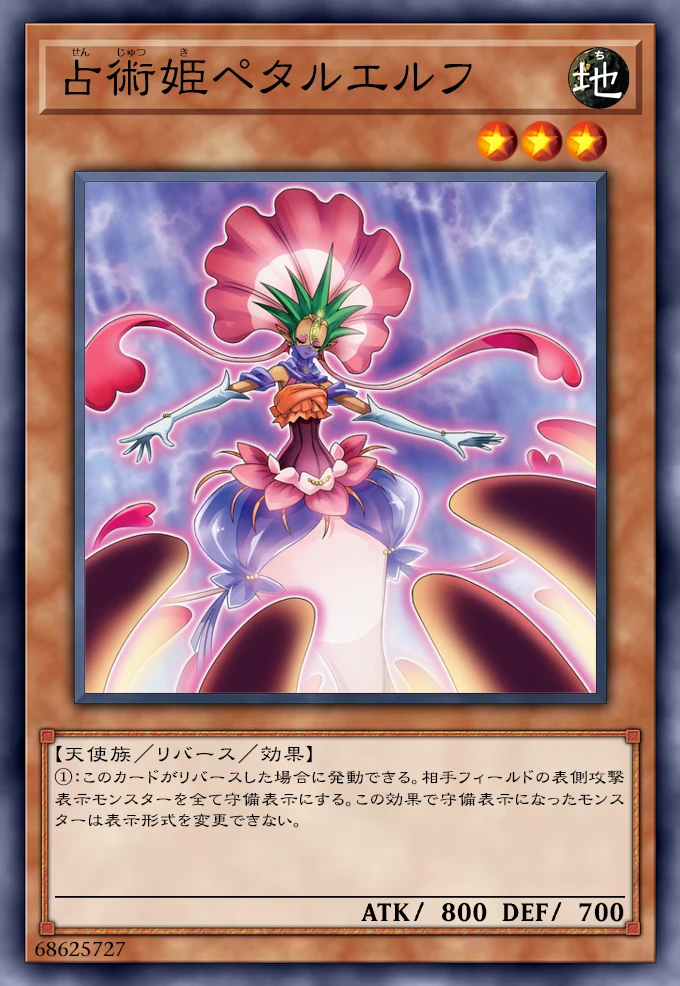 せん じゅつ き
占術姫ペタルエルフ
ち
地
【天使族／リバース／効果】
①：このカードがリバースした場合に発動できる。相手フィールドの表側攻撃
表示モンスターを全て守備表示にする。この効果で守備表示になったモンス
ターは表示形式を変更できない。
ATK/ 800 DEF/ 700
68625727